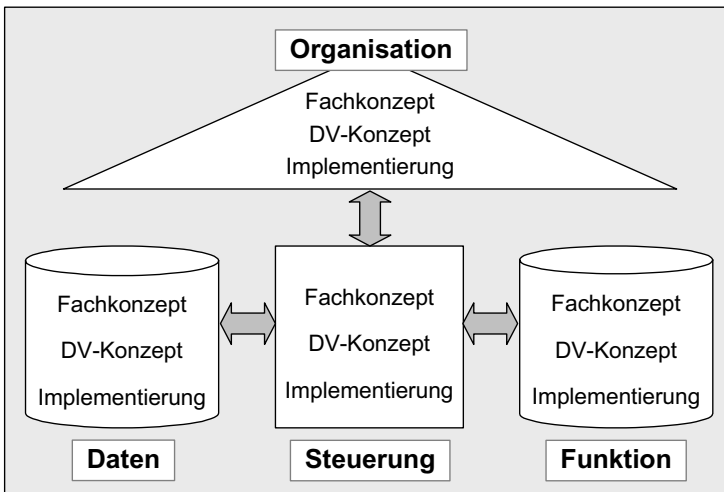 Organisation
Fachkonzept
DV-Konzept
Implementierung
Fachkonzept
DV-Konzept
Implementierung
Daten
Fachkonzept
DV-Konzept
Implementierung
Steuerung
Fachkonzept
DV-Konzept
Implementierung
Funktion